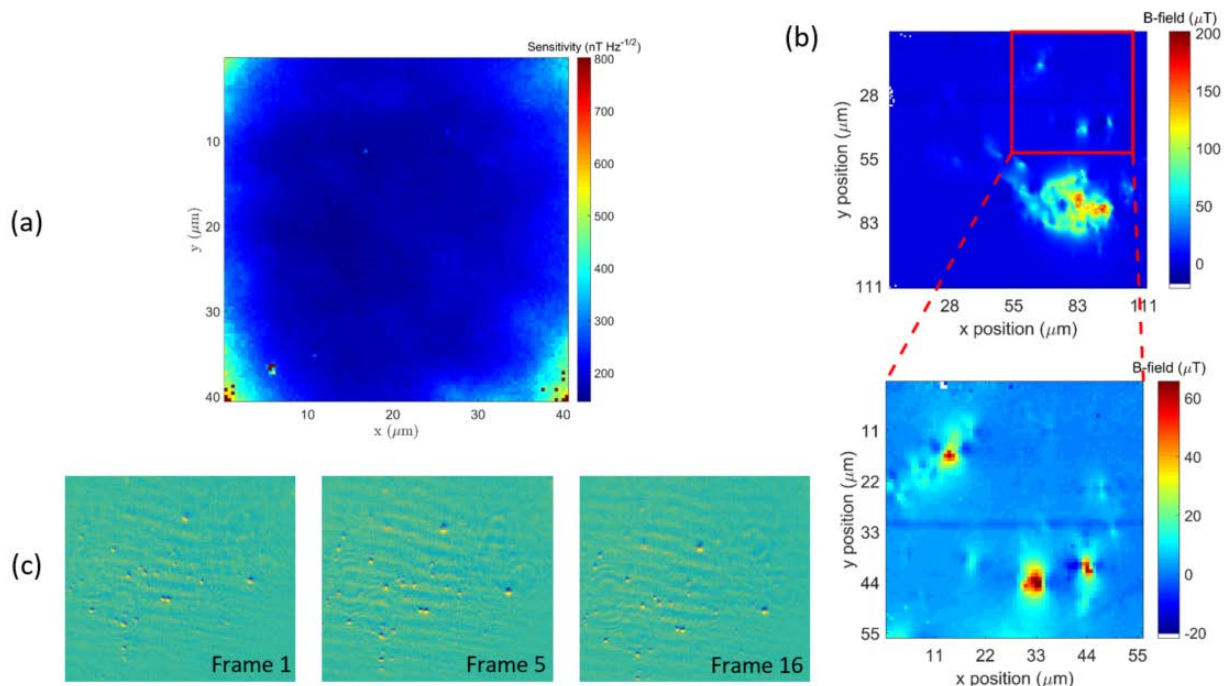 (a)
Sensitivity (nT Hz⁻¹/²)
800
700
600
500
400
300
200
10
20
30
40
y (μm)
10
20
30
40
x (μm)
(b)
B-field (μT)
200
150
100
50
0
28
55
83
111
y position (μm)
28
55
83
111
x position (μm)
B-field (μT)
60
40
20
0
-20
11
22
33
44
55
y position (μm)
11
22
33
44
55
x position (μm)
(c)
Frame 1
Frame 5
Frame 16